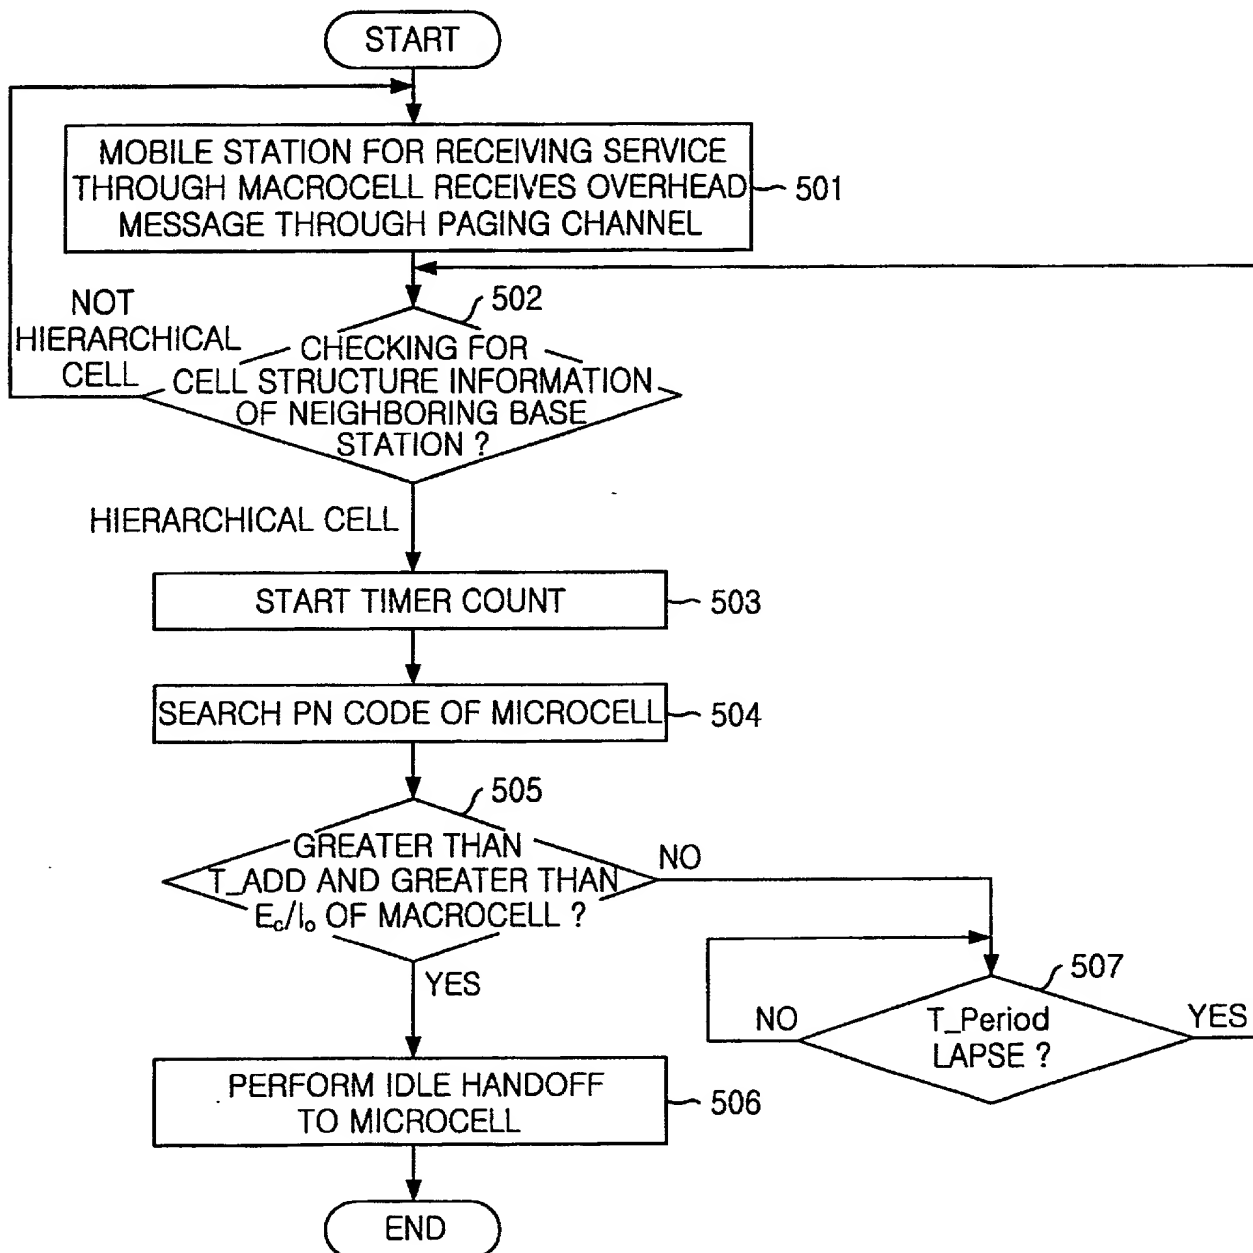 START
MOBILE STATION FOR RECEIVING SERVICE
THROUGH MACROCELL RECEIVES OVERHEAD
MESSAGE THROUGH PAGING CHANNEL
501
NOT
HIERARCHICAL
CELL
502
CHECKING FOR
CELL STRUCTURE INFORMATION
OF NEIGHBORING BASE
STATION ?
HIERARCHICAL CELL
START TIMER COUNT
503
SEARCH PN CODE OF MICROCELL
504
505
GREATER THAN
T_ADD AND GREATER THAN
Ec/Io OF MACROCELL ?
NO
YES
507
T_Period
LAPSE ?
NO
YES
PERFORM IDLE HANDOFF
TO MICROCELL
506
END